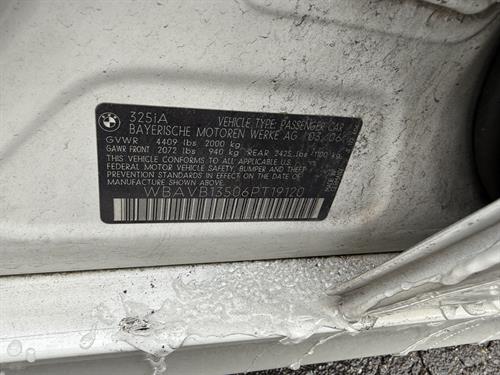 325iA VEHICLE TYPE: PASSENGER CAR
BAYERISCHE MOTOREN WERKE AG
GVWR 4409 lbs 2000 kg
GAWR FRONT 2072 lbs 940 kg REAR
THIS VEHICLE CONFORMS TO ALL APPLICABLE U.S.
FEDERAL MOTOR VEHICLE SAFETY, BUMPER AND THEFT
PREVENTION STANDARDS IN EFFECT ON THE DATE OF
MANUFACTURE SHOWN ABOVE
WBAVB13506PT19120